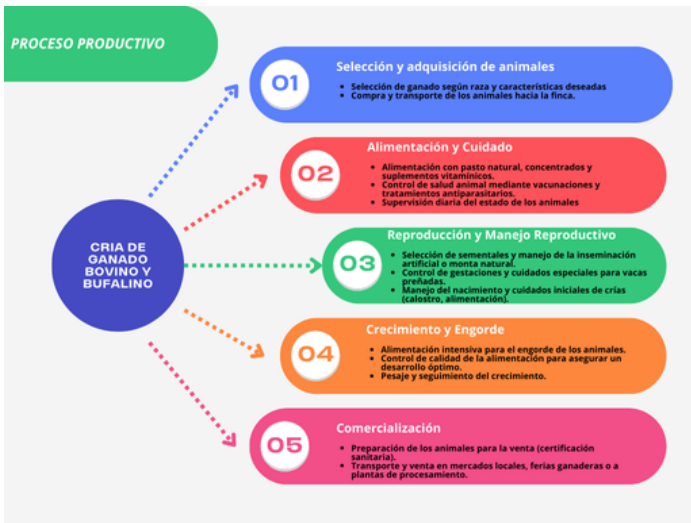 PROCESO PRODUCTIVO
CRIA DE
GANADO
BOVINO Y
BUFALINO
01
Selección y adquisición de animales
• Selección de ganado según raza y características deseadas
• Compra y transporte de los animales hacia la finca.
02
Alimentación y Cuidado
• Alimentación con pasto natural, concentrados y
suplementos vitamínicos.
• Control de salud animal mediante vacunaciones y
tratamientos antiparasitarios.
• Supervisión diaria del estado de los animales
03
Reproducción y Manejo Reproductivo
• Selección de sementales y manejo de la inseminación
artificial o monta natural.
• Control de gestaciones y cuidados especiales para vacas
preñadas.
• Manejo del nacimiento y cuidados iniciales de crías
(calostro, alimentación).
04
Crecimiento y Engorde
• Alimentación intensiva para el engorde de los animales.
• Control de calidad de la alimentación para asegurar un
desarrollo óptimo.
• Pesaje y seguimiento del crecimiento.
05
Comercialización
• Preparación de los animales para la venta (certificación
sanitaria).
• Transporte y venta en mercados locales, ferias ganaderas o a
plantas de procesamiento.